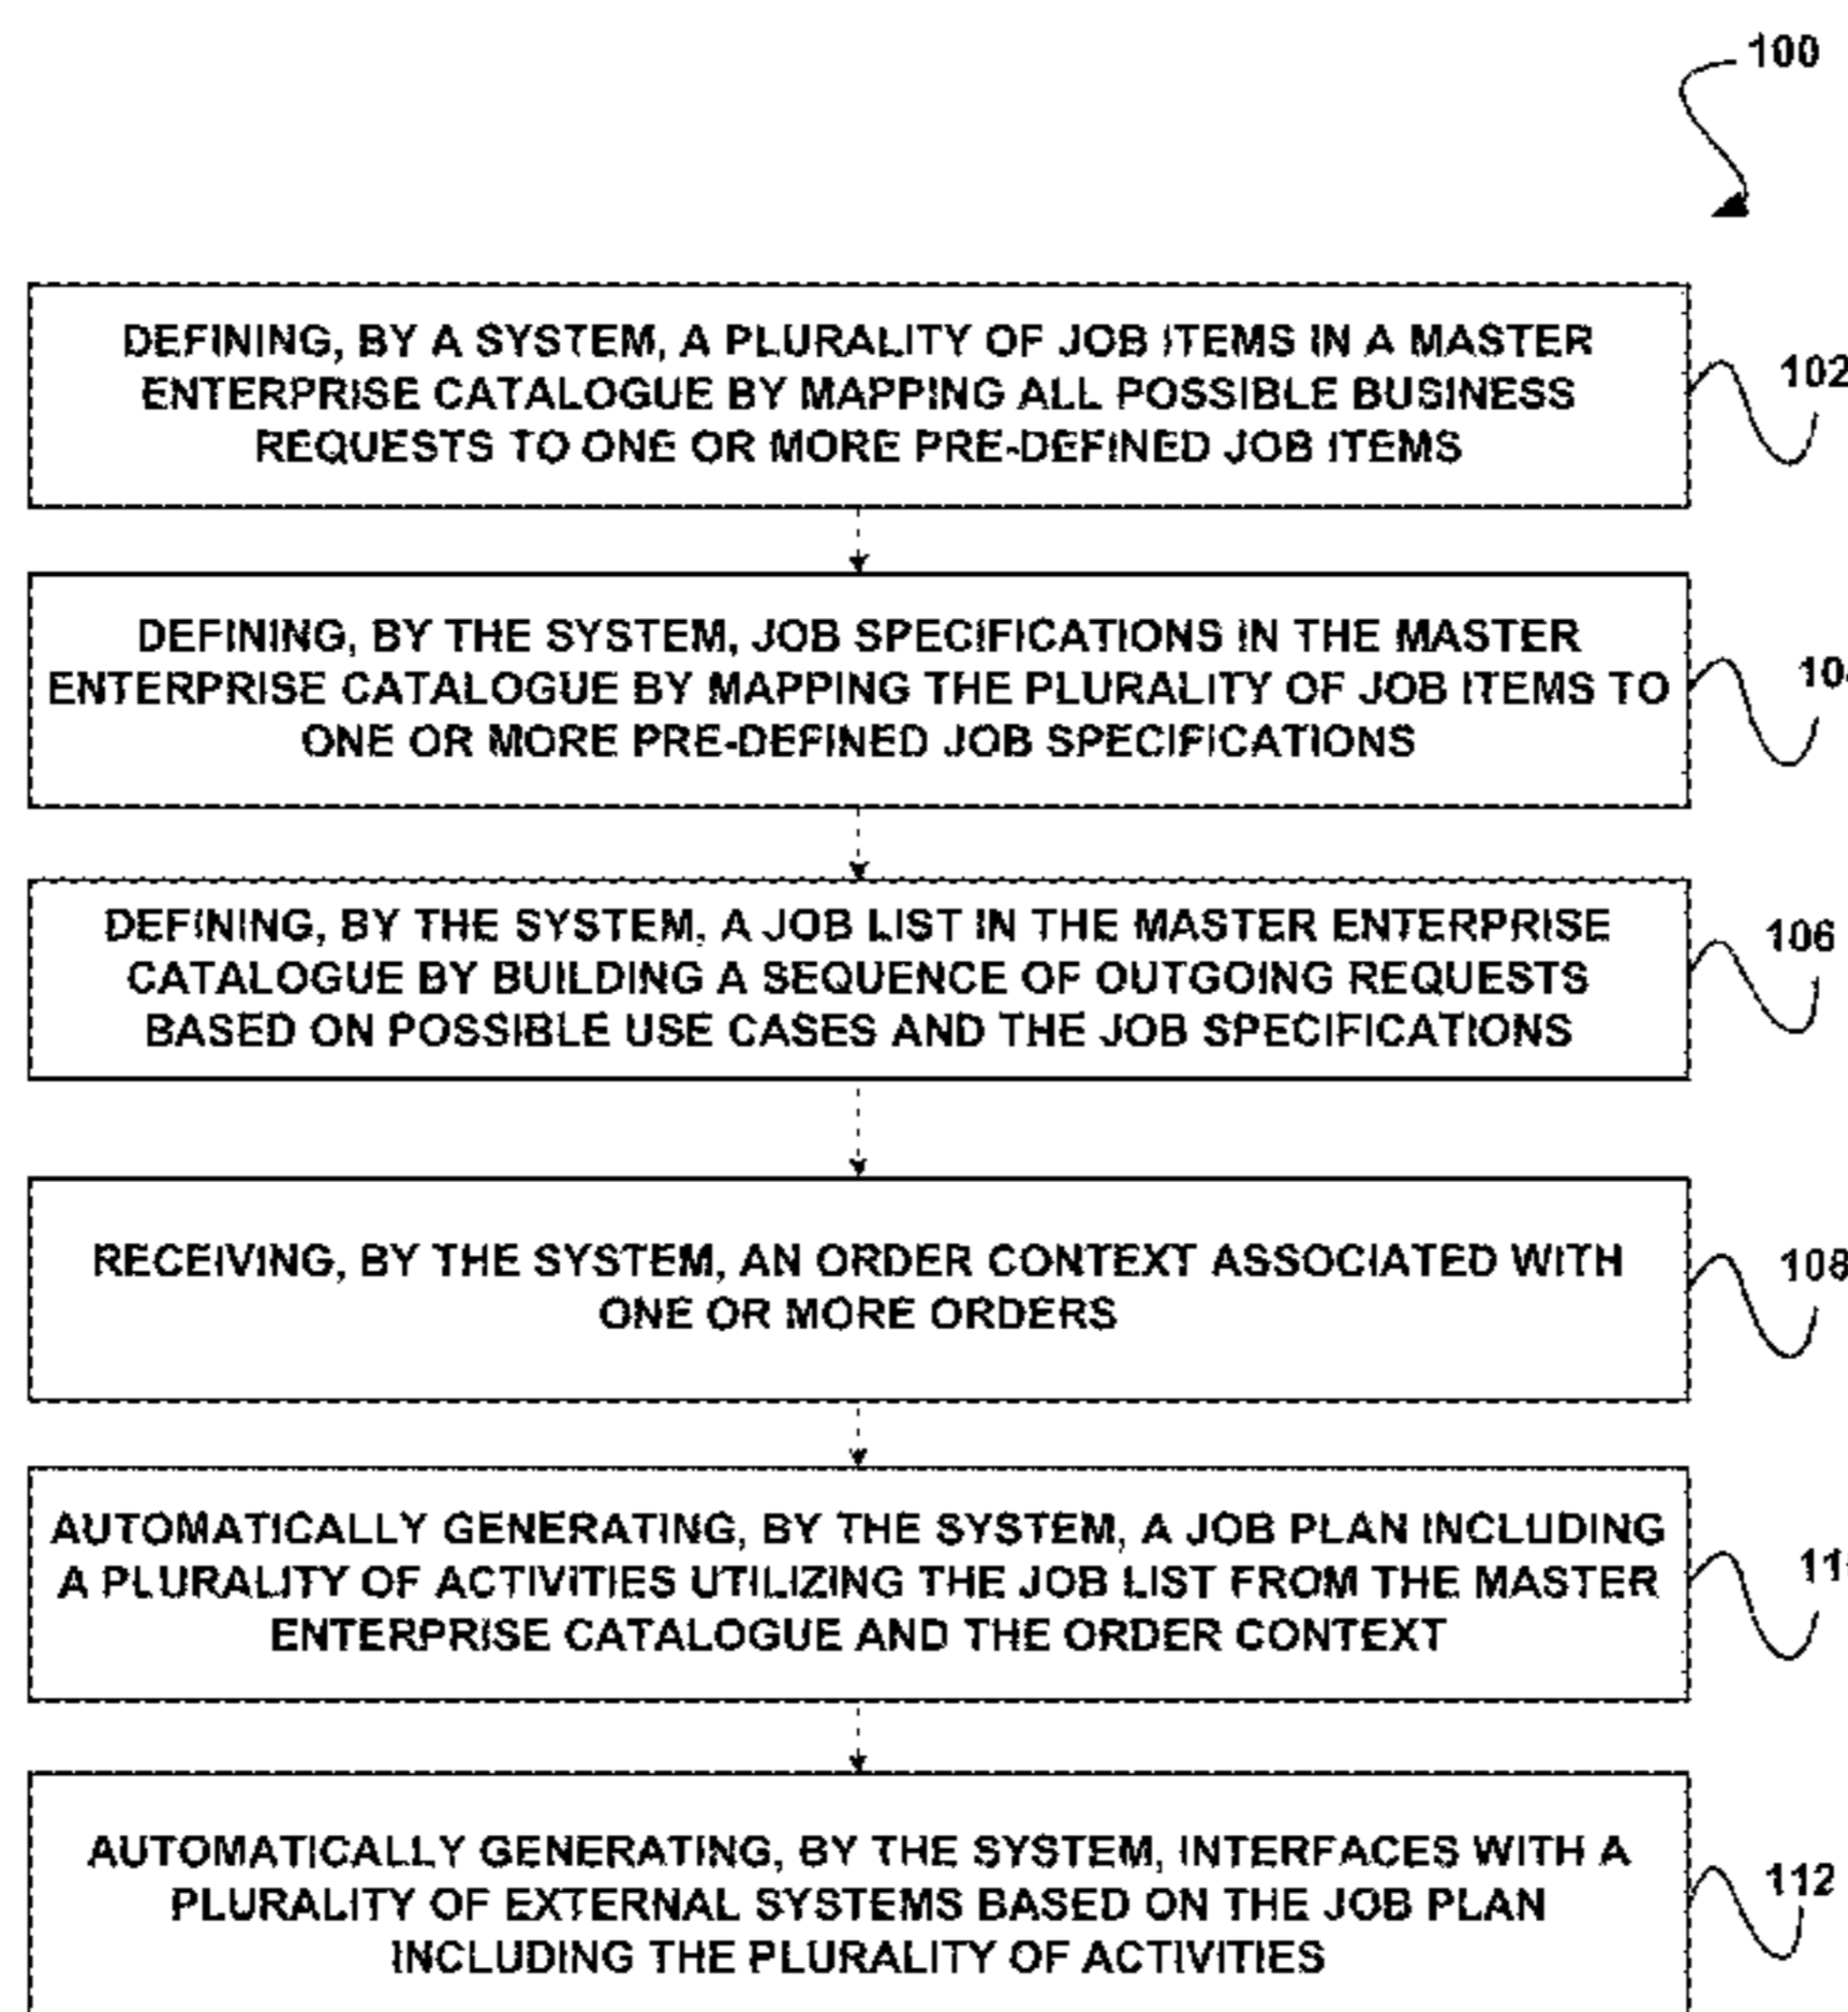 100
DEFINING, BY A SYSTEM, A PLURALITY OF JOB ITEMS IN A MASTER
ENTERPRISE CATALOGUE BY MAPPING ALL POSSIBLE BUSINESS
REQUESTS TO ONE OR MORE PRE-DEFINED JOB ITEMS
102
DEFINING, BY THE SYSTEM, JOB SPECIFICATIONS IN THE MASTER
ENTERPRISE CATALOGUE BY MAPPING THE PLURALITY OF JOB ITEMS TO
ONE OR MORE PRE-DEFINED JOB SPECIFICATIONS
DEFINING, BY THE SYSTEM, A JOB LIST IN THE MASTER ENTERPRISE
CATALOGUE BY BUILDING A SEQUENCE OF OUTGOING REQUESTS
BASED ON POSSIBLE USE CASES AND THE JOB SPECIFICATIONS
106
RECEIVING, BY THE SYSTEM, AN ORDER CONTEXT ASSOCIATED WITH
ONE OR MORE ORDERS
108
AUTOMATICALLY GENERATING, BY THE SYSTEM, A JOB PLAN INCLUDING
A PLURALITY OF ACTIVITIES UTILIZING THE JOB LIST FROM THE MASTER
ENTERPRISE CATALOGUE AND THE ORDER CONTEXT
AUTOMATICALLY GENERATING, BY THE SYSTEM, INTERFACES WITH A
PLURALITY OF EXTERNAL SYSTEMS BASED ON THE JOB PLAN
INCLUDING THE PLURALITY OF ACTIVITIES
112